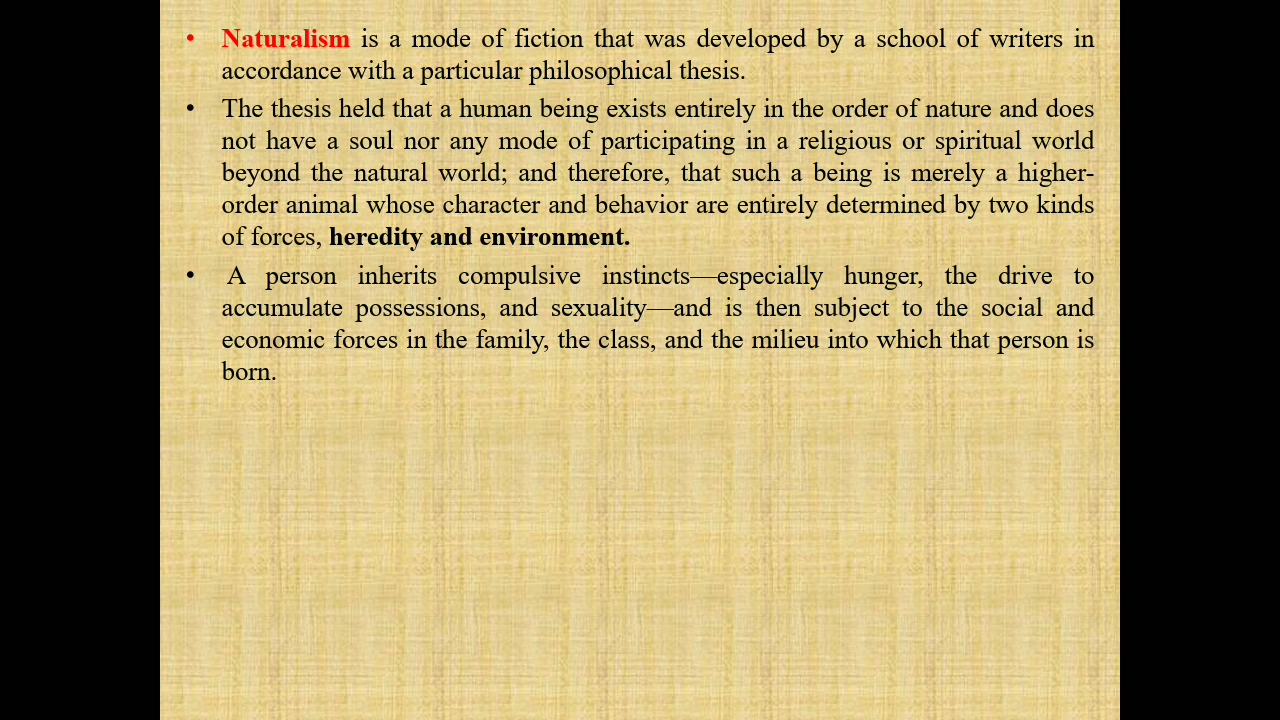 • Naturalism is a mode of fiction that was developed by a school of writers in
accordance with a particular philosophical thesis.
• The thesis held that a human being exists entirely in the order of nature and does
not have a soul nor any mode of participating in a religious or spiritual world
beyond the natural world; and therefore, that such a being is merely a higher-
order animal whose character and behavior are entirely determined by two kinds
of forces, heredity and environment.
• A person inherits compulsive instincts—especially hunger, the drive to
accumulate possessions, and sexuality—and is then subject to the social and
economic forces in the family, the class, and the milieu into which that person is
born.